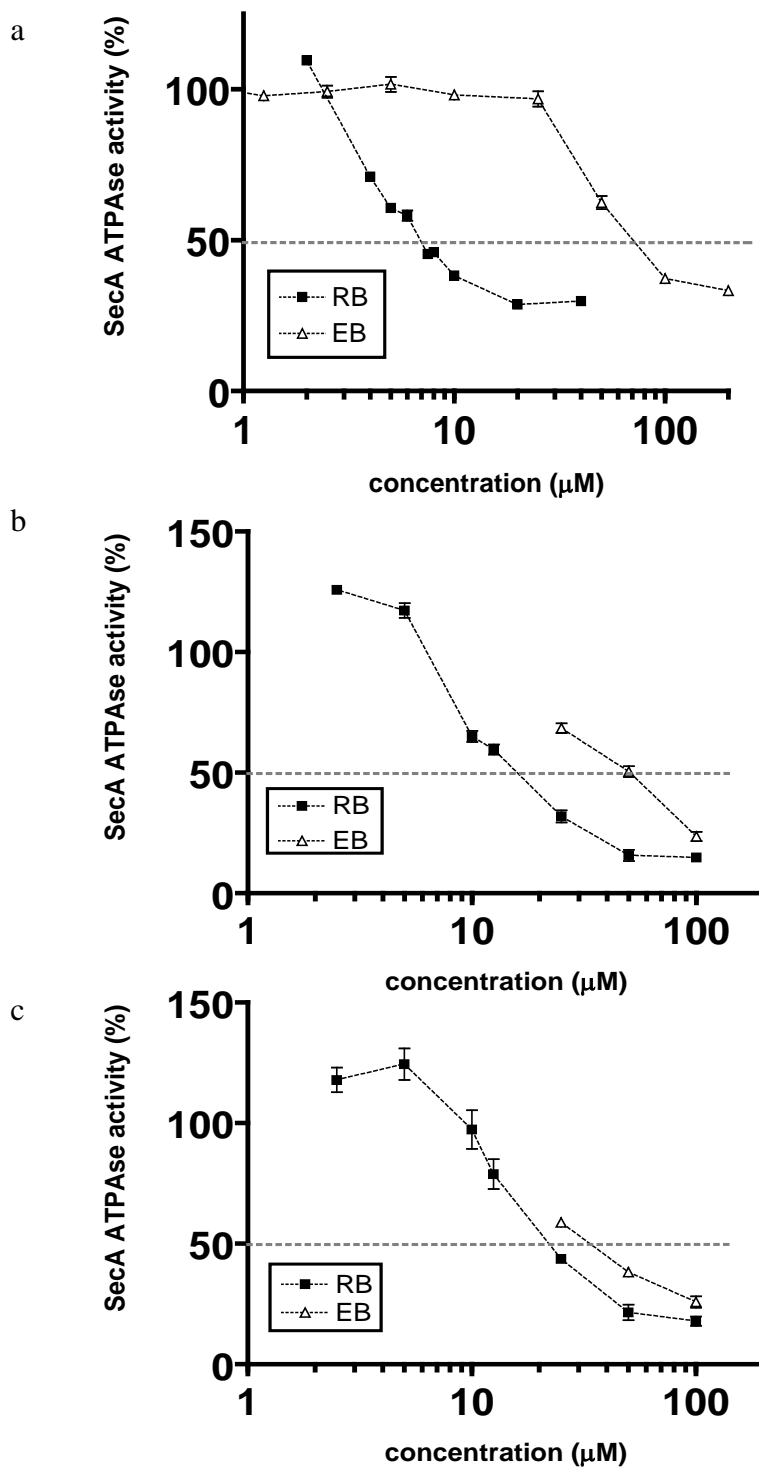 a
SecA ATPAse activity (%)
100
50
0
RB
EB
1
10
100
concentration (μM)
b
SecA ATPAse activity (%)
150
100
50
0
RB
EB
1
10
100
concentration (μM)
c
SecA ATPAse activity (%)
150
100
50
0
RB
EB
1
10
100
concentration (μM)